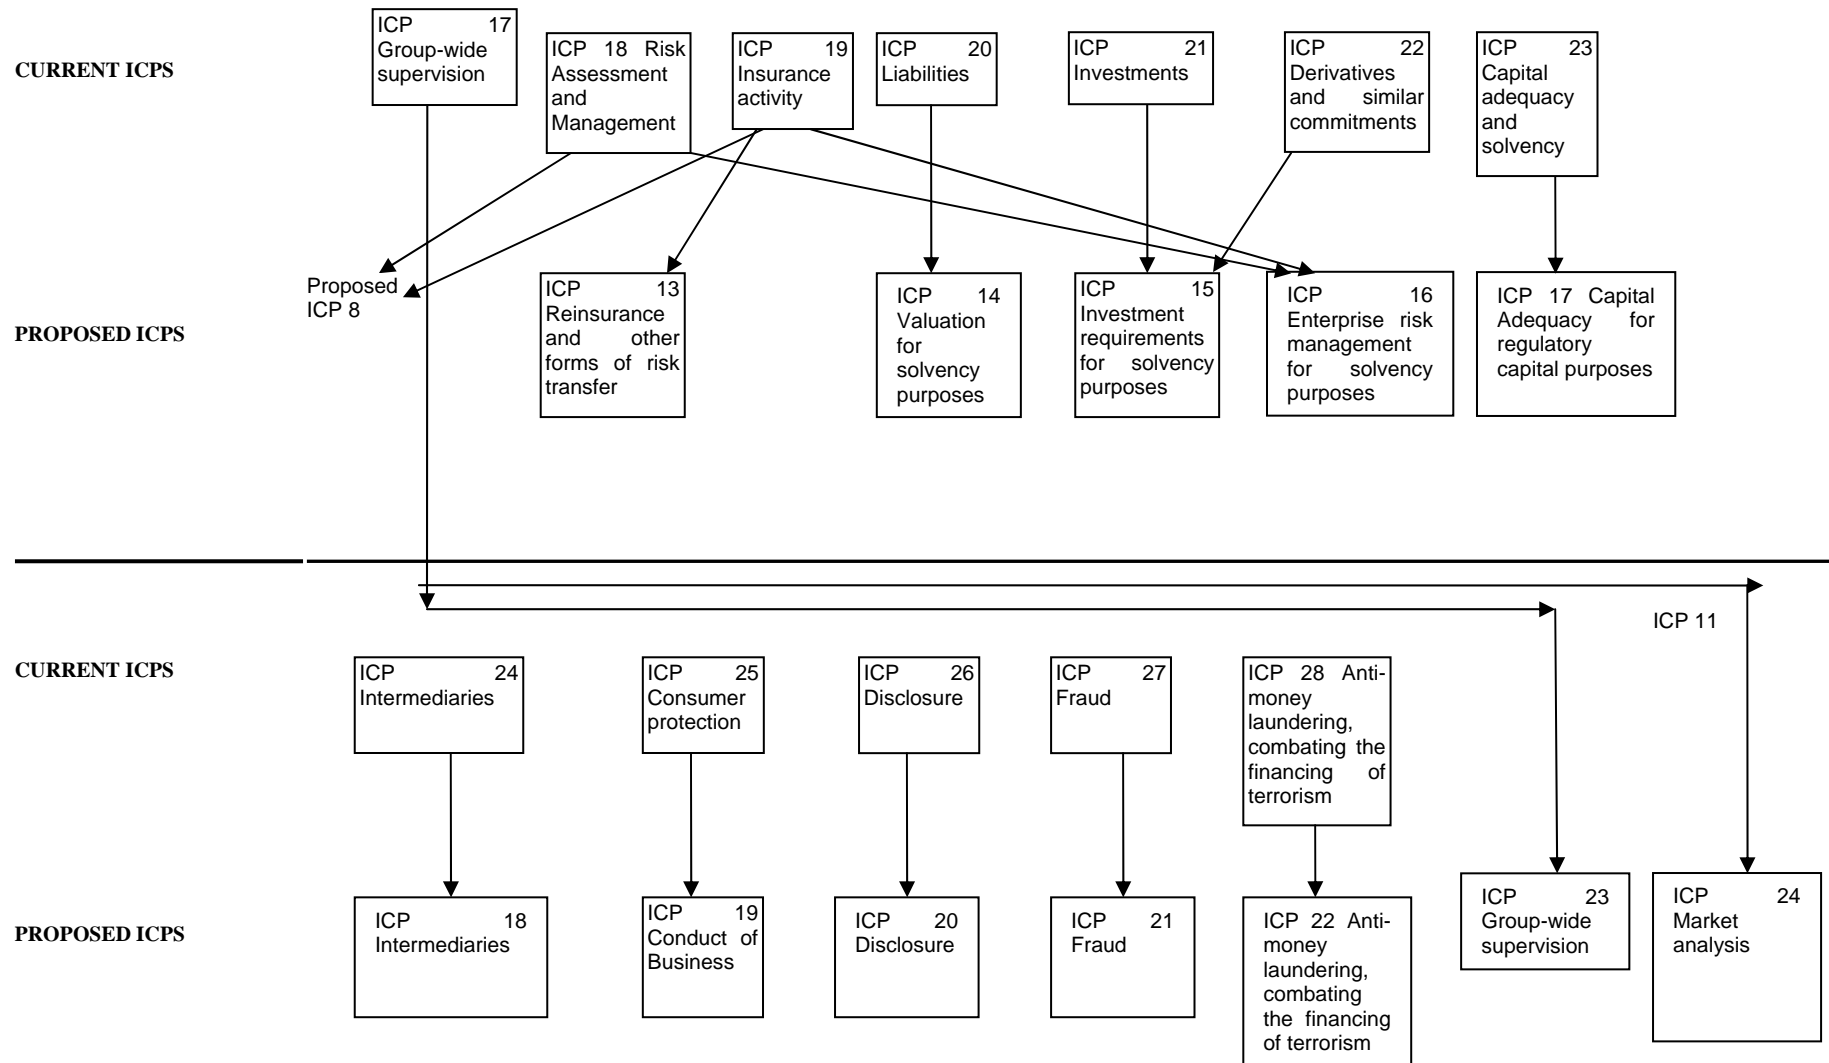 CURRENT ICPS
ICP 17
Group-wide
supervision
ICP 18 Risk
Assessment
and
Management
ICP 19
Insurance
activity
ICP 20
Liabilities
ICP 21
Investments
ICP 22
Derivatives
and similar
commitments
ICP 23
Capital
adequacy
and
solvency
PROPOSED ICPS
Proposed
ICP 8
ICP 13
Reinsurance
and other
forms of risk
transfer
ICP 14
Valuation
for
solvency
purposes
ICP 15
Investment
requirements
for solvency
purposes
ICP 16
Enterprise risk
management
for solvency
purposes
ICP 17 Capital
Adequacy for
regulatory
capital purposes
ICP 11
CURRENT ICPS
ICP 24
Intermediaries
ICP 25
Consumer
protection
ICP 26
Disclosure
ICP 27
Fraud
ICP 28 Anti-
money
laundering,
combating the
financing of
terrorism
PROPOSED ICPS
ICP 18
Intermediaries
ICP 19
Conduct of
Business
ICP 20
Disclosure
ICP 21
Fraud
ICP 22 Anti-
money
laundering,
combating
the financing
of terrorism
ICP 23
Group-wide
supervision
ICP 24
Market
analysis